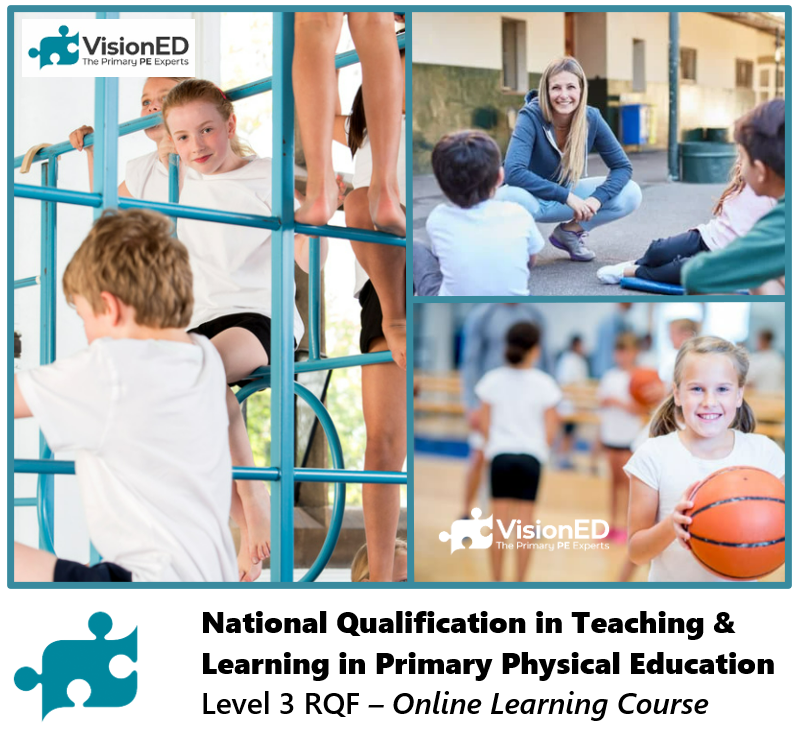 VisionED
The Primary PE Experts
VisionED
The Primary PE Experts
National Qualification in Teaching &
Learning in Primary Physical Education
Level 3 RQF – Online Learning Course